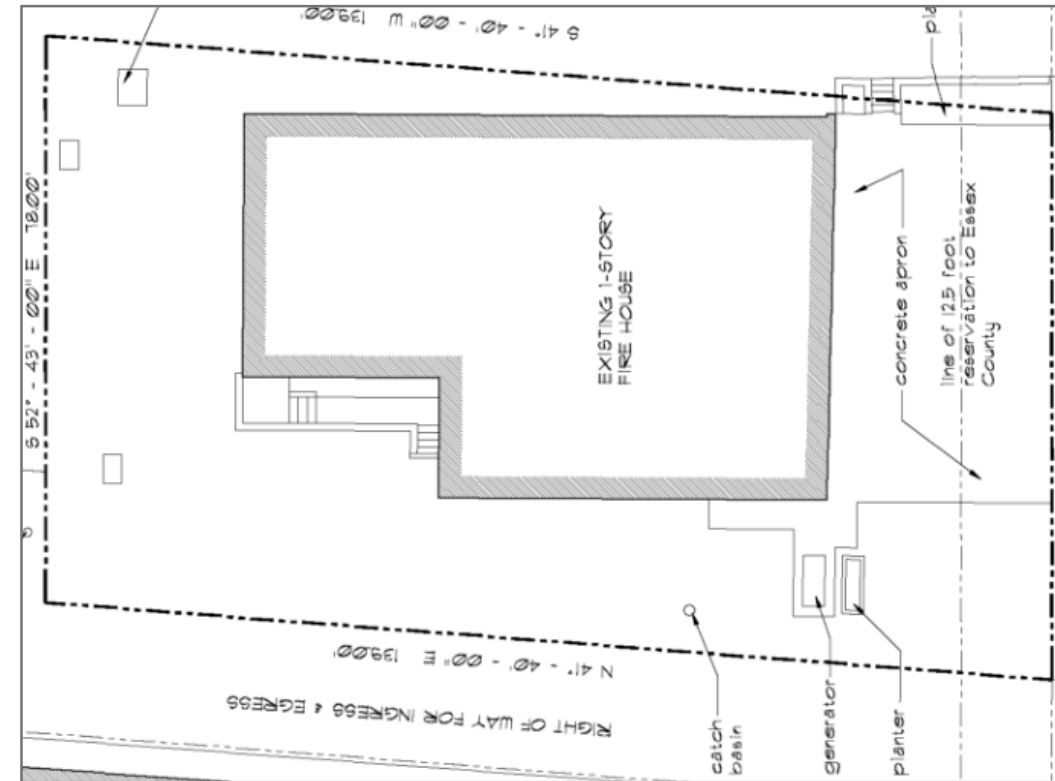 S 41° - 40' - 00" W 139.00'
pla
S 52° - 43' - 00" E 78.00'
EXISTING 1-STORY
FIRE HOUSE
concrete apron
line of 12.5 foot
reservation to Essex
County
N 41° - 40' - 00" E 139.00'
RIGHT OF WAY FOR INGRESS & EGRESS
catch
basin
generator
planter